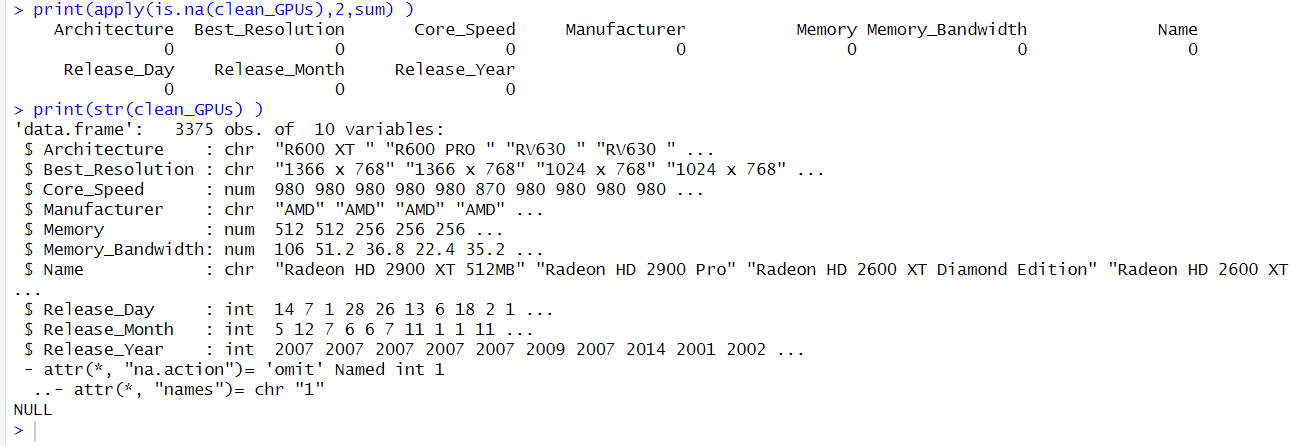 > print(apply(is.na(clean_GPUs),2,sum) )
    Architecture  Best_Resolution       Core_Speed     Manufacturer           Memory Memory_Bandwidth             Name
               0                0                0                0                0                0                0
     Release_Day    Release_Month     Release_Year
               0                0                0
> print(str(clean_GPUs) )
'data.frame':   3375 obs. of  10 variables:
 $ Architecture    : chr  "R600 XT " "R600 PRO " "RV630 " "RV630 " ...
 $ Best_Resolution : chr  "1366 x 768" "1366 x 768" "1024 x 768" "1024 x 768" ...
 $ Core_Speed      : num  980 980 980 980 980 870 980 980 980 980 ...
 $ Manufacturer    : chr  "AMD" "AMD" "AMD" "AMD" ...
 $ Memory          : num  512 512 256 256 256 ...
 $ Memory_Bandwidth: num  106 51.2 36.8 22.4 35.2 ...
 $ Name            : chr  "Radeon HD 2900 XT 512MB" "Radeon HD 2900 Pro" "Radeon HD 2600 XT Diamond Edition" "Radeon HD 2600 XT
...
 $ Release_Day     : int  14 7 1 28 26 13 6 18 2 1 ...
 $ Release_Month   : int  5 12 7 6 6 7 11 1 1 11 ...
 $ Release_Year    : int  2007 2007 2007 2007 2007 2009 2007 2014 2001 2002 ...
 - attr(*, "na.action")= 'omit' Named int 1
  ..- attr(*, "names")= chr "1"
NULL
>